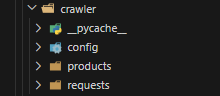 crawler
__pycache__
config
products
requests